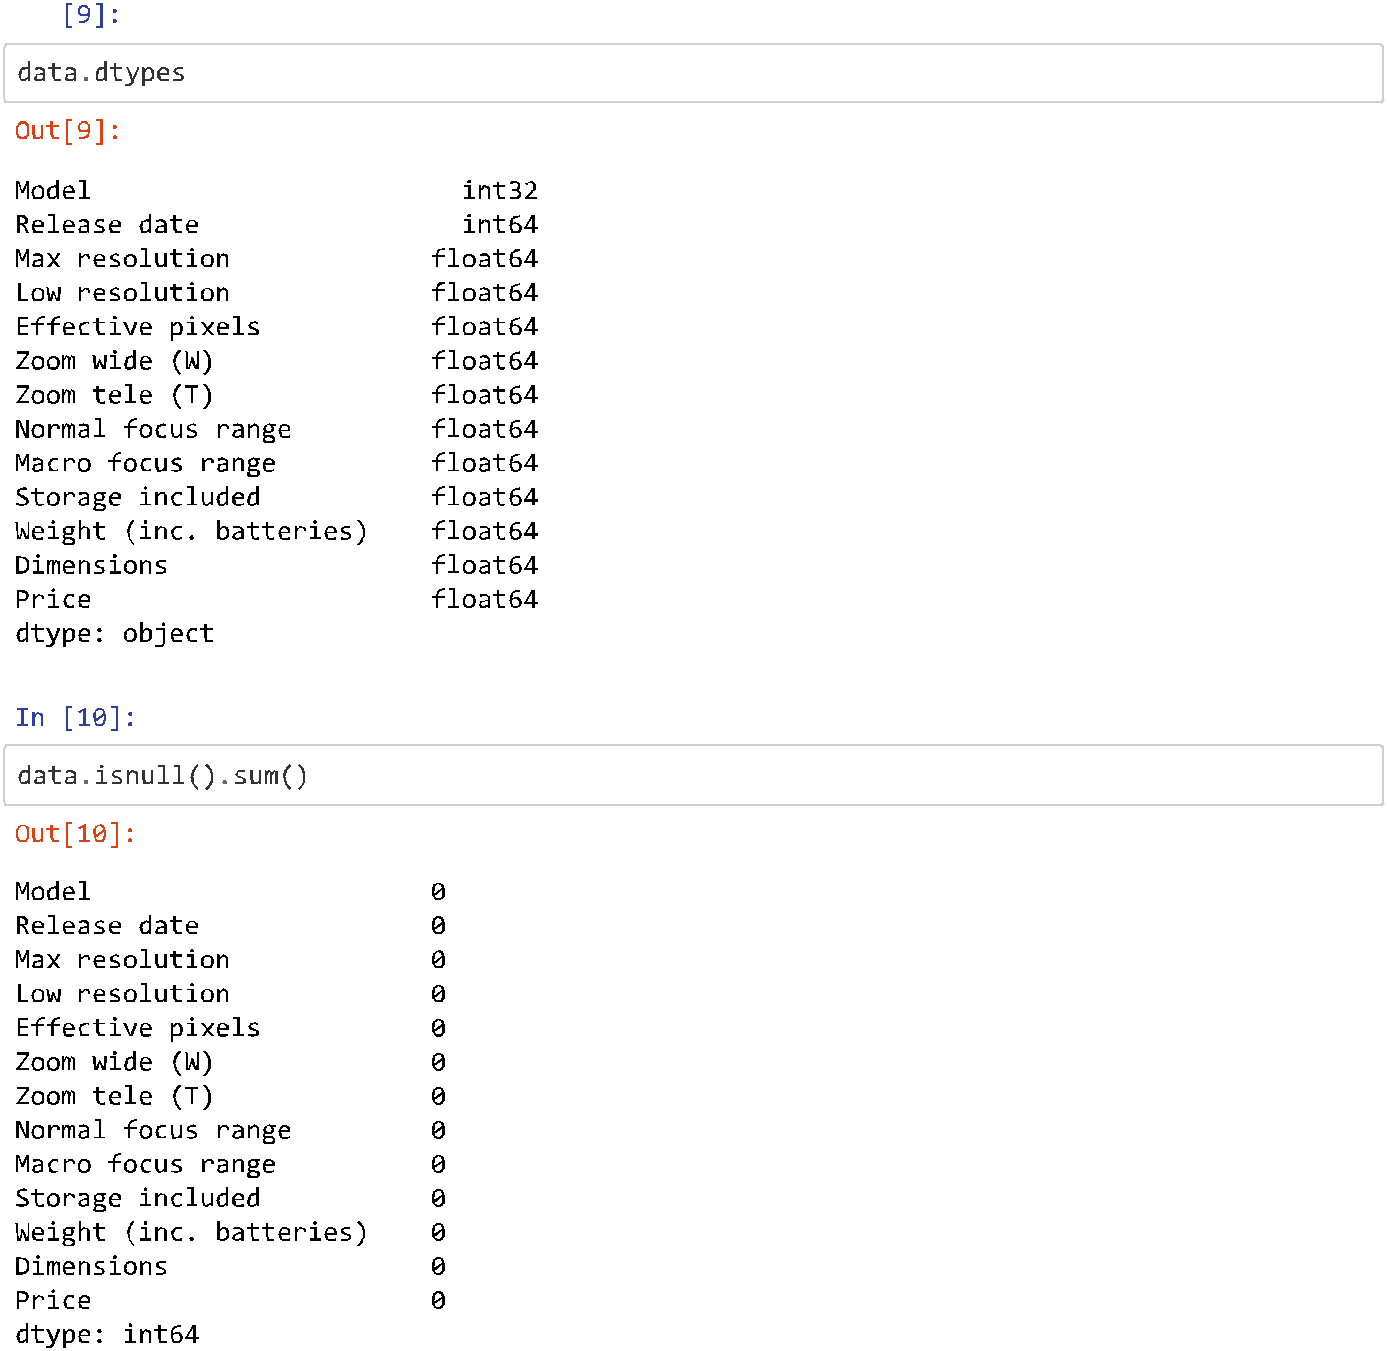 [9]:
data.dtypes
Out[9]:
Model int32
Release date int64
Max resolution float64
Low resolution float64
Effective pixels float64
Zoom wide (W) float64
Zoom tele (T) float64
Normal focus range float64
Macro focus range float64
Storage included float64
Weight (inc. batteries) float64
Dimensions float64
Price float64
dtype: object
In [10]:
data.isnull().sum()
Out[10]:
Model 0
Release date 0
Max resolution 0
Low resolution 0
Effective pixels 0
Zoom wide (W) 0
Zoom tele (T) 0
Normal focus range 0
Macro focus range 0
Storage included 0
Weight (inc. batteries) 0
Dimensions 0
Price 0
dtype: int64